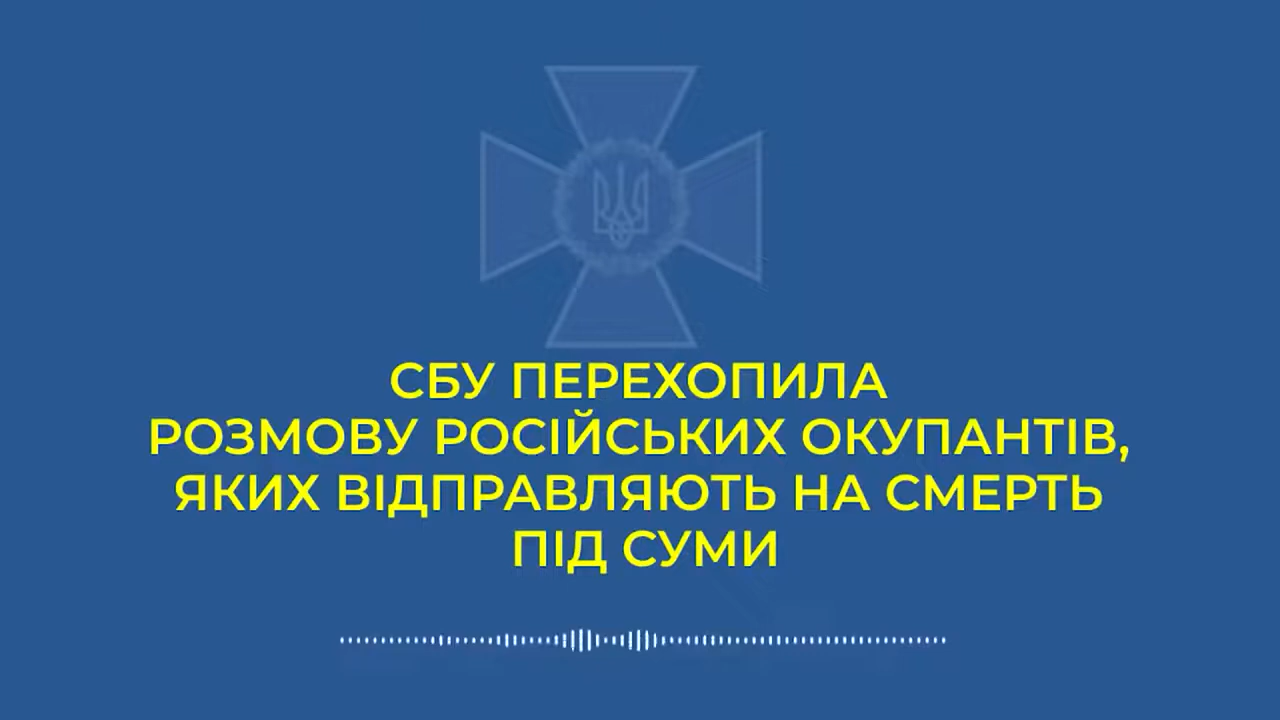 СБУ ПЕРЕХОПИЛА
РОЗМОВУ РОСІЙСЬКИХ ОКУПАНТІВ,
ЯКИХ ВІДПРАВЛЯЮТЬ НА СМЕРТЬ
ПІД СУМИ